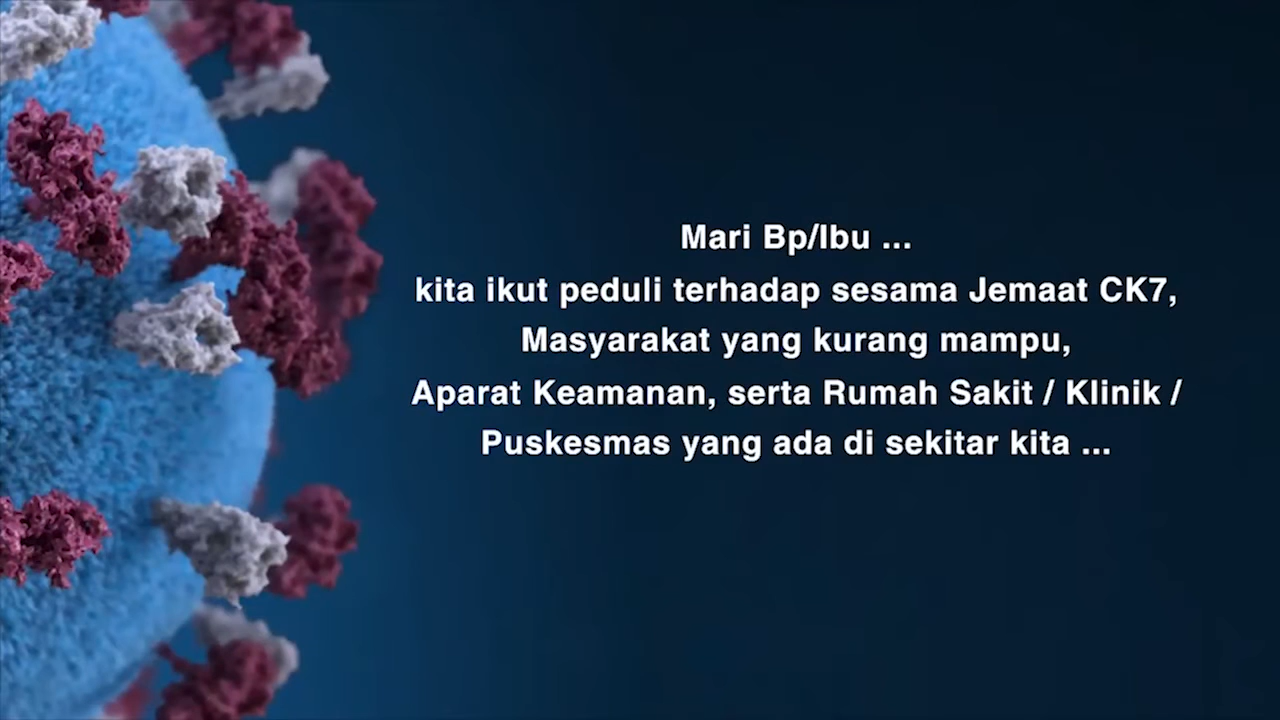 Mari Bp/Ibu ...
kita ikut peduli terhadap sesama Jemaat CK7,
Masyarakat yang kurang mampu,
Aparat Keamanan, serta Rumah Sakit / Klinik /
Puskesmas yang ada di sekitar kita ...